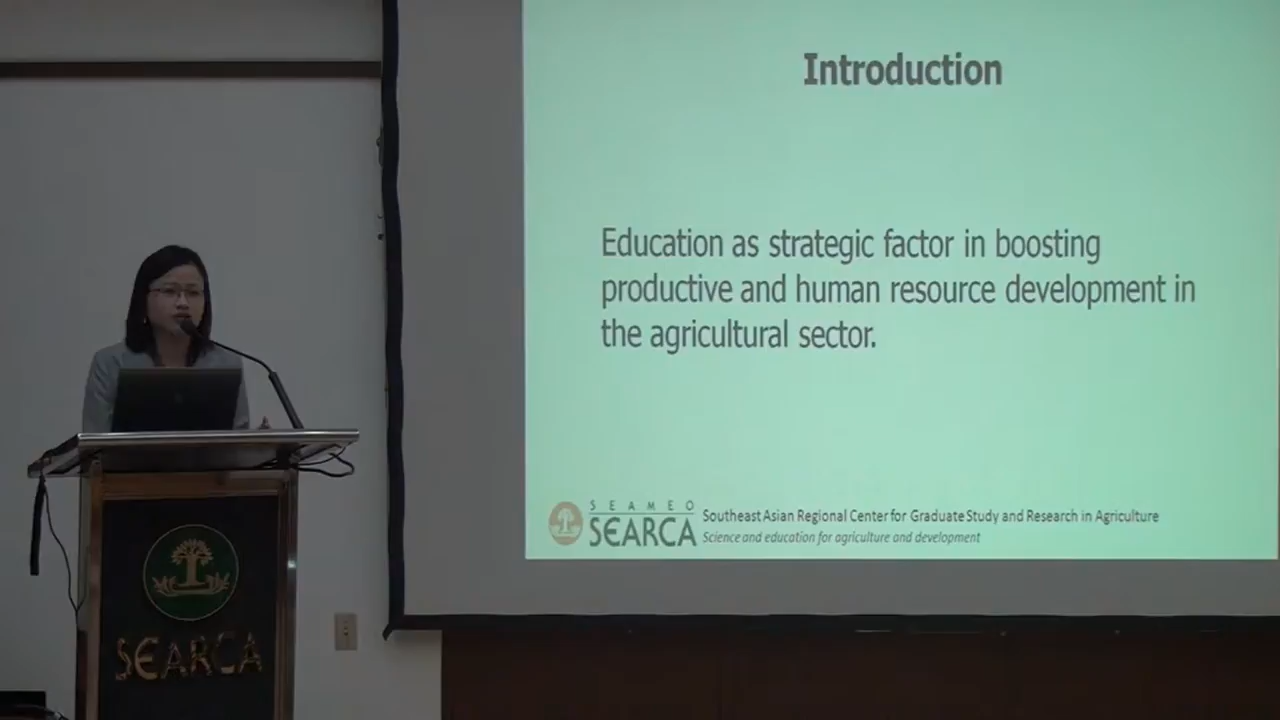 Introduction
Education as strategic factor in boosting
productive and human resource development in
the agricultural sector.
SEAMEO
SEARCA
Southeast Asian Regional Center for Graduate Study and Research in Agriculture
Science and education for agriculture and development
SEARCA